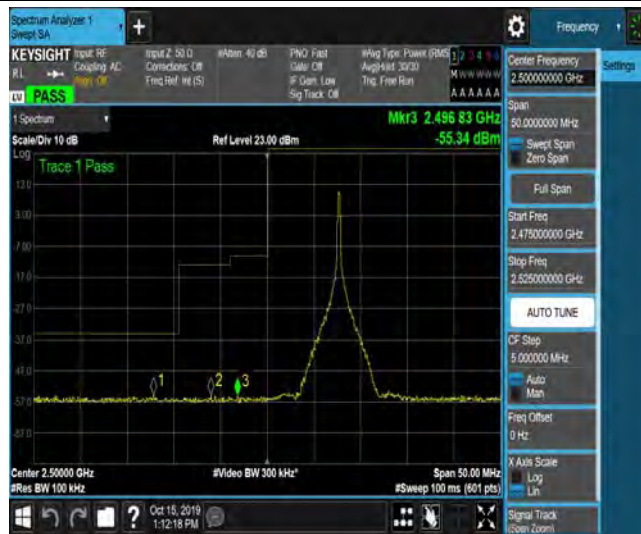 Spectrum Analyzer 1
Swept SA
+
Frequency
KEYSIGHT
Input: RF
Coupling: AC
Align: Off
Input Z: 50 Ω
Corrections: Off
Freq Ref: Int (S)
#Atten: 40 dB
PNO: Fast
Gate: Off
IF Gain: Low
Sig Track: Off
#Avg Type: Power (RMS
Avg|Hold: 30/30
Trig: Free Run
1 2 3 4 5 6
M W W W W W
A A A A A A
RL
LV PASS
1 Spectrum
Scale/Div 10 dB
Ref Level 23.00 dBm
Mkr3 2.496 83 GHz
-55.34 dBm
Log
Trace 1 Pass
13.0
3.00
-7.00
-17.0
-27.0
-37.0
-47.0
-57.0
-67.0
1
2
3
Center 2.50000 GHz
#Video BW 300 kHz*
Span 50.00 MHz
#Res BW 100 kHz
#Sweep 100 ms (601 pts)
Oct 15, 2019
1:12:18 PM
Center Frequency
2.500000000 GHz
Settings
Span
50.0000000 MHz
Swept Span
Zero Span
Full Span
Start Freq
2.475000000 GHz
Stop Freq
2.525000000 GHz
AUTO TUNE
CF Step
5.000000 MHz
Auto
Man
Freq Offset
0 Hz
X Axis Scale
Log
Lin
Signal Track
(Span Zoom)